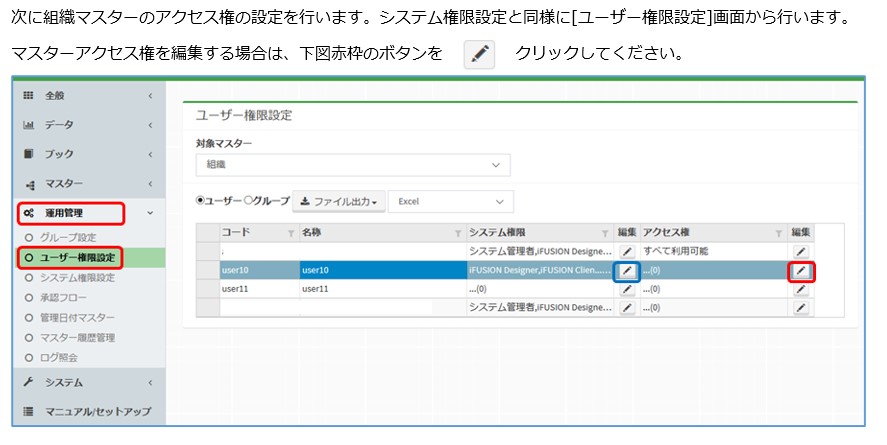 次に組織マスターのアクセス権の設定を行います。システム権限設定と同様に[ユーザー権限設定]画面から行います。
マスターアクセス権を編集する場合は、下図赤枠のボタンを クリックしてください。
全般
データ
ブック
マスター
運用管理
グループ設定
ユーザー権限設定
システム権限設定
承認フロー
管理日付マスター
マスター履歴管理
ログ照会
システム
マニュアル/セットアップ
ユーザー権限設定
対象マスター
組織
ユーザー グループ ファイル出力 Excel
コード 名称 システム権限 編集 アクセス権 編集
システム管理者,iFUSION Designe... すべて利用可能
user10 user10 iFUSION Designer,iFUSION Clien......(0) ...(0)
user11 user11 ...(0) ...(0)
システム管理者,iFUSION Designe... ...(0)